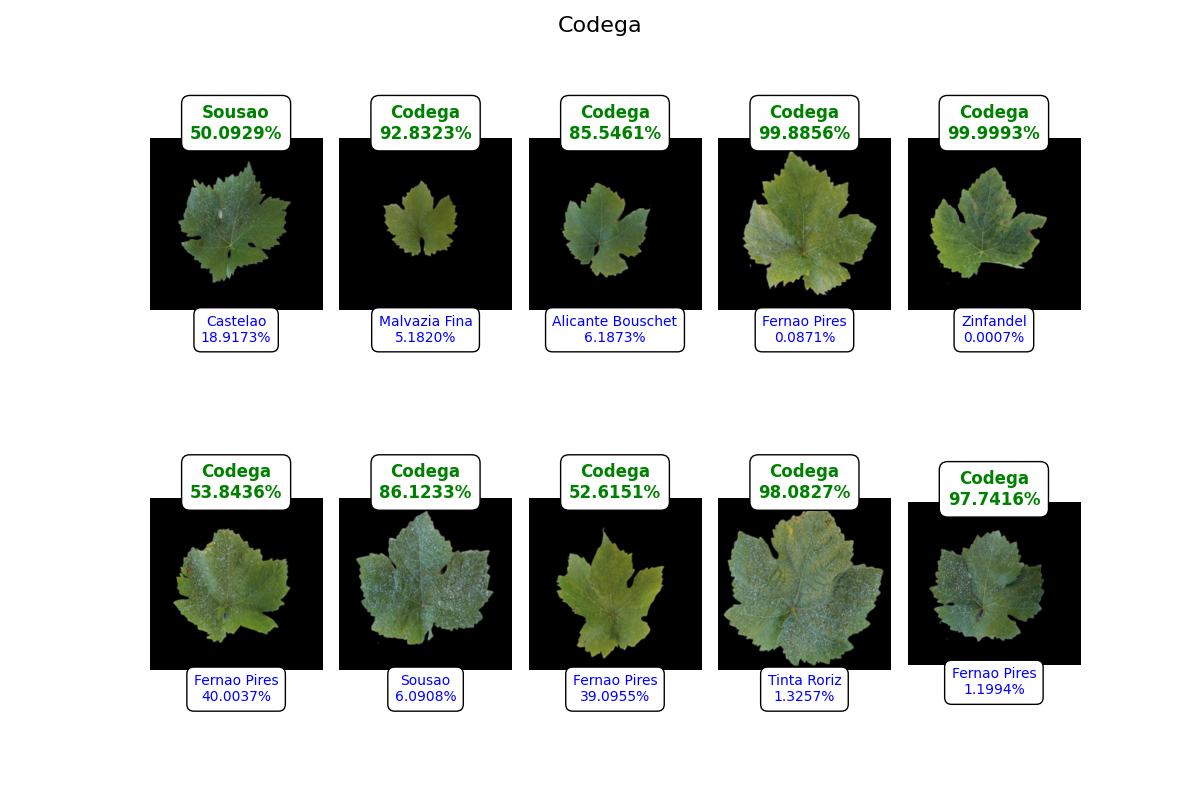 Codega
Sousao
50.0929%
Codega
92.8323%
Codega
85.5461%
Codega
99.8856%
Codega
99.9993%
Castelao
18.9173%
Malvazia Fina
5.1820%
Alicante Bouschet
6.1873%
Fernao Pires
0.0871%
Zinfandel
0.0007%
Codega
53.8436%
Codega
86.1233%
Codega
52.6151%
Codega
98.0827%
Codega
97.7416%
Fernao Pires
40.0037%
Sousao
6.0908%
Fernao Pires
39.0955%
Tinta Roriz
1.3257%
Fernao Pires
1.1994%